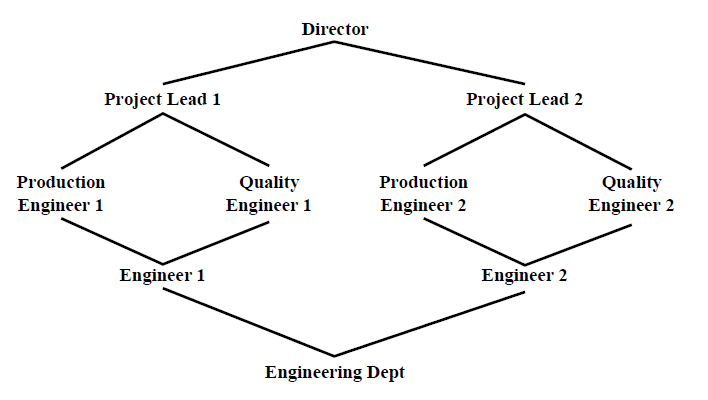 Director
Project Lead 1
Project Lead 2
Production
Engineer 1
Quality
Engineer 1
Production
Engineer 2
Quality
Engineer 2
Engineer 1
Engineer 2
Engineering Dept